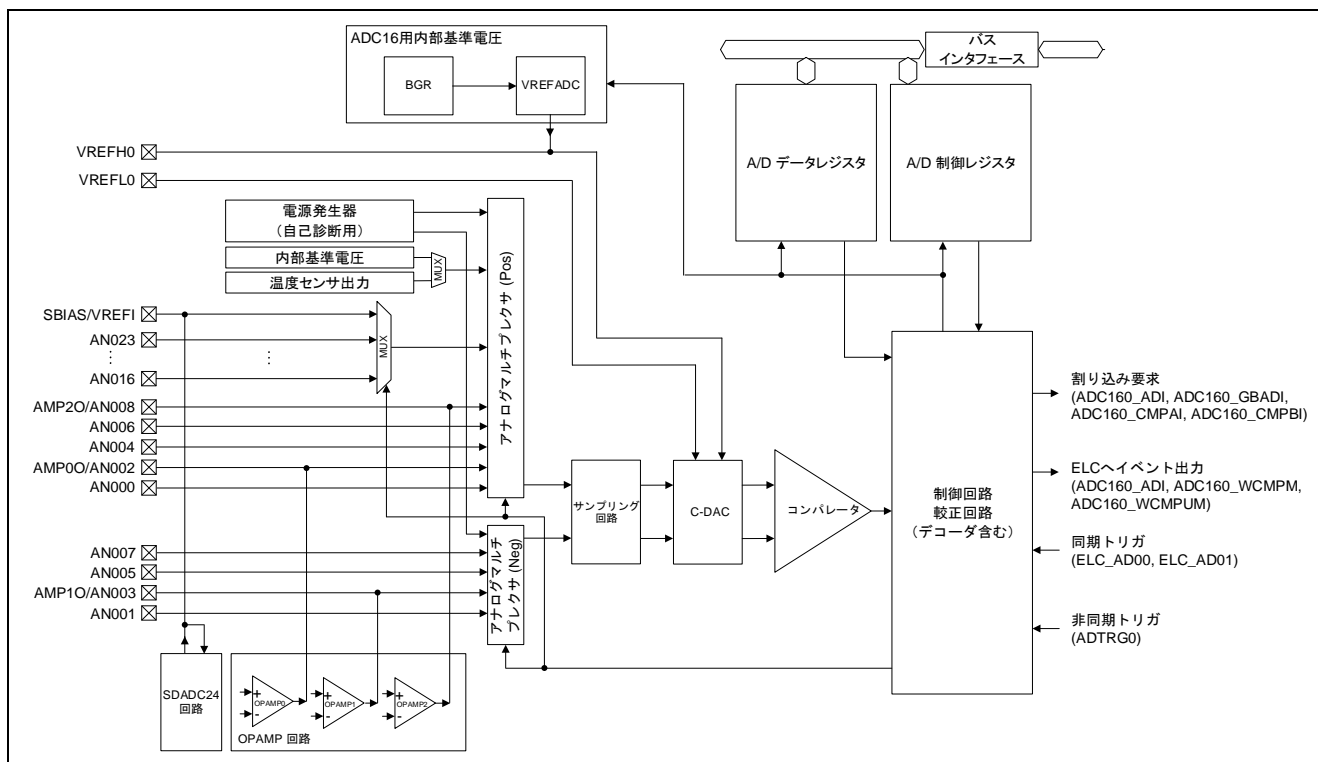 ADC16用内部基準電圧
BGR
VREFADC
バス
インタフェース
A/D データレジスタ
A/D 制御レジスタ
VREFH0
VREFL0
電源発生器
（自己診断用）
内部基準電圧
温度センサ出力
MUX
アナログマルチプレクサ (Pos)
SBIAS/VREFI
AN023
⋮
AN016
⋮
MUX
AMP2O/AN008
AN006
AN004
AMP0O/AN002
AN000
AN007
AN005
AMP1O/AN003
AN001
アナログマルチ
プレクサ (Neg)
サンプリング
回路
C-DAC
コンパレータ
制御回路
較正回路
（デコーダ含む）
割り込み要求
(ADC160_ADI, ADC160_GBADI,
ADC160_CMPAI, ADC160_CMPBI)
ELCへイベント出力
(ADC160_ADI, ADC160_WCMPM,
ADC160_WCMPUM)
同期トリガ
(ELC_AD00, ELC_AD01)
非同期トリガ
(ADTRG0)
SDADC24
回路
+
-
OPAMP0
+
-
OPAMP1
+
-
OPAMP2
OPAMP 回路